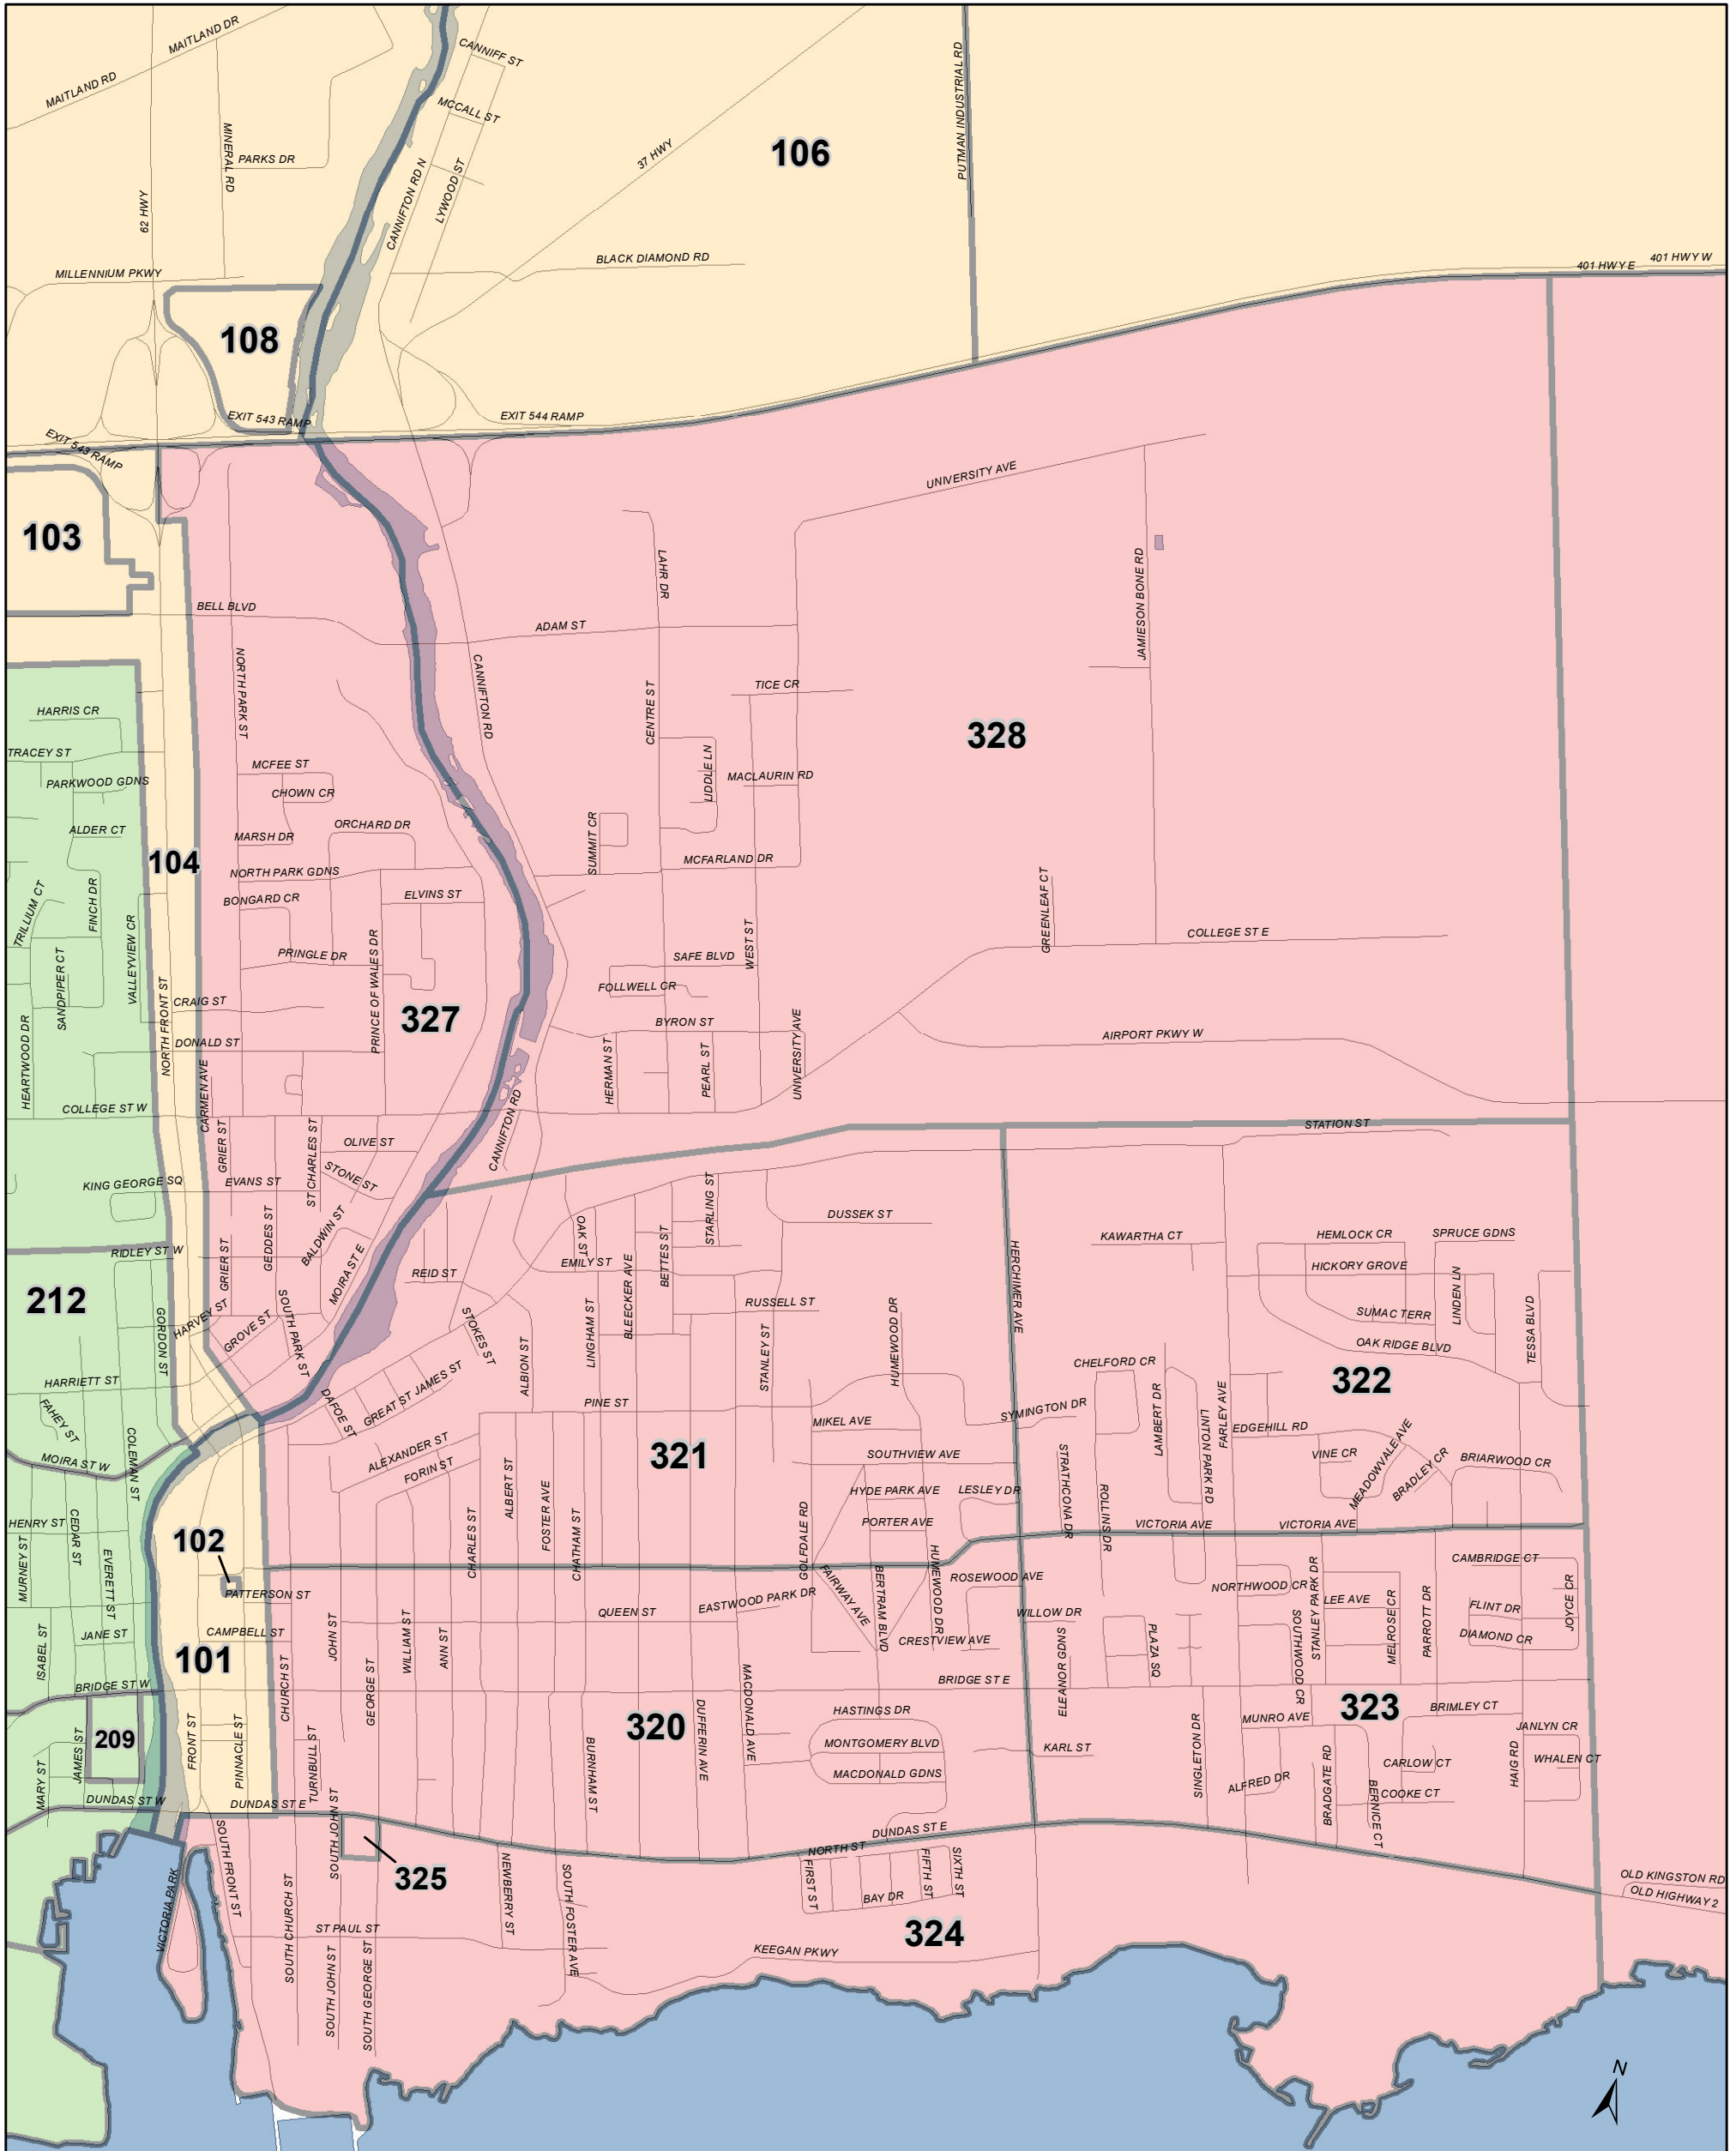 MAITLAND DR
CANNIFF ST
MAITLAND RD
PUTMAN INDUSTRIAL RD
MCCALL ST
MINERAL RD
PARKS DR
37 HWY
106
62 HWY
CANNIFTON RD N
LYWOOD ST
BLACK DIAMOND RD
401 HWY E
401 HWY W
MILLENNIUM PKWY
108
EXIT 543 RAMP
EXIT 544 RAMP
EXIT 543 RAMP
UNIVERSITY AVE
103
LAHR DR
JAMIESON BONE RD
BELL BLVD
ADAM ST
NORTH PARK ST
CANNIFTON RD
CENTRE ST
TICE CR
HARRIS CR
328
TRACEY ST
MCFEE ST
LIDDLE LN
MACLAURIN RD
PARKWOOD GDNS
CHOWN CR
ALDER CT
MARSH DR
ORCHARD DR
SUMMIT CR
104
MCFARLAND DR
NORTH PARK GDNS
BONGARD CR
ELVINS ST
TRILLIUM CT
FINCH DR
VALLEYVIEW CR
GREENLEAF CT
COLLEGE ST E
WEST ST
SANDPIPER CT
PRINGLE DR
PRINCE OF WALES DR
SAFE BLVD
FOLLWELL CR
HEARTWOOD DR
NORTH FRONT ST
CRAIG ST
327
BYRON ST
AIRPORT PKWY W
DONALD ST
HERMAN ST
PEARL ST
UNIVERSITY AVE
CARMEN AVE
COLLEGE ST W
CANNIFTON RD
STATION ST
GRIER ST
ST CHARLES ST
OLIVE ST
STONE ST
KING GEORGE SQ
EVANS ST
STARLING ST
DUSSEK ST
GEDDES ST
BALDWIN ST
OAK ST
KAWARTHA CT
HEMLOCK CR
SPRUCE GDNS
RIDLEY ST W
GRIER ST
MOIRA ST E
REID ST
EMILY ST
BLEECKER AVE
BETTES ST
HERCHIMER AVE
HICKORY GROVE
212
LINDEN LN
TESSA BLVD
GORDON ST
HARVEY ST
GROVE ST
SOUTH PARK ST
STOKES ST
LINGHAM ST
RUSSELL ST
HUMEWOOD DR
SUMAC TERR
OAK RIDGE BLVD
ALBION ST
STANLEY ST
CHELFORD CR
322
HARRIETT ST
DAFOE ST
GREAT ST JAMES ST
LAMBERT DR
FARLEY AVE
PINE ST
SYMINGTON DR
FAHEY ST
MIKEL AVE
LINTON PARK RD
EDGEHILL RD
COLEMAN ST
ALEXANDER ST
321
SOUTHVIEW AVE
STRATHCONA DR
VINE CR
MEADOWVALE AVE
BRADLEY CR
BRIARWOOD CR
MOIRA ST W
FORIN ST
ALBERT ST
FOSTER AVE
HYDE PARK AVE
LESLEY DR
ROLLINS DR
HENRY ST
CEDAR ST
CHARLES ST
CHATHAM ST
GOLFDALE RD
PORTER AVE
VICTORIA AVE
VICTORIA AVE
102
MURNEY ST
EVERETT ST
FAIRWAY AVE
BERTRAM BLVD
HUMEWOOD DR
ROSEWOOD AVE
CAMBRIDGE CT
PATTERSON ST
EASTWOOD PARK DR
NORTHWOOD CR
STANLEY PARK DR
LEE AVE
MELROSE CR
PARROTT DR
FLINT DR
JOYCE CR
QUEEN ST
WILLOW DR
JANE ST
CAMPBELL ST
JOHN ST
WILLIAM ST
ANN ST
CRESTVIEW AVE
PLAZA SQ
SOUTHWOOD CR
DIAMOND CR
ISABEL ST
101
CHURCH ST
GEORGE ST
BRIDGE ST W
MACDONALD AVE
BRIDGE ST E
ELEANOR GDNS
209
FRONT ST
PINNACLE ST
320
DUFFERIN AVE
HASTINGS DR
SINGLETON DR
MUNRO AVE
323
BRIMLEY CT
JAMES ST
TURNBULL ST
BURNHAM ST
MONTGOMERY BLVD
KARL ST
JANLYN CR
MARY ST
MACDONALD GDNS
ALFRED DR
BRADGATE RD
CARLOW CT
HAIG RD
WHALEN CT
DUNDAS ST W
DUNDAS ST E
BERNICE CT
COOKE CT
SOUTH JOHN ST
DUNDAS ST E
SOUTH FRONT ST
325
NORTH ST
FIRST ST
FIFTH ST
SIXTH ST
OLD KINGSTON RD
VICTORIA PARK
NEWBERRY ST
SOUTH FOSTER AVE
BAY DR
OLD HIGHWAY 2
SOUTH CHURCH ST
ST PAUL ST
324
SOUTH JOHN ST
SOUTH GEORGE ST
KEEGAN PKWY
N